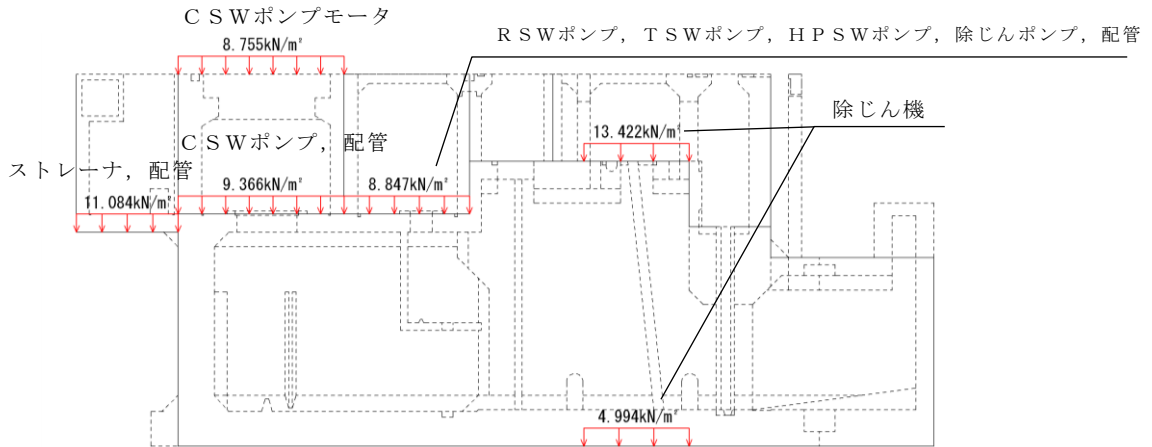 ＣＳＷポンプモータ
8.755kN/㎡
ＲＳＷポンプ，ＴＳＷポンプ，ＨＰＳＷポンプ，除じんポンプ，配管
除じん機
13.422kN/㎡
ＣＳＷポンプ，配管
ストレーナ，配管
9.366kN/㎡
8.847kN/㎡
11.084kN/㎡
4.994kN/㎡